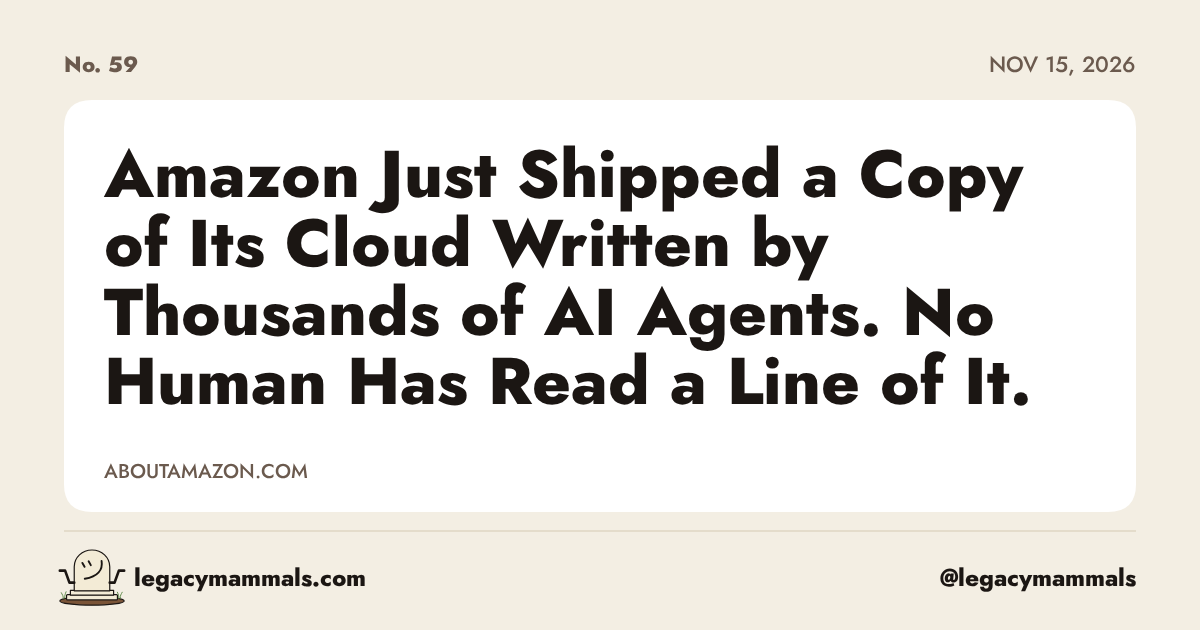 No. 59
NOV 15, 2026
Amazon Just Shipped a Copy
of Its Cloud Written by
Thousands of AI Agents. No
Human Has Read a Line of It.
ABOUTAMAZON.COM
legacymammals.com
@legacymammals